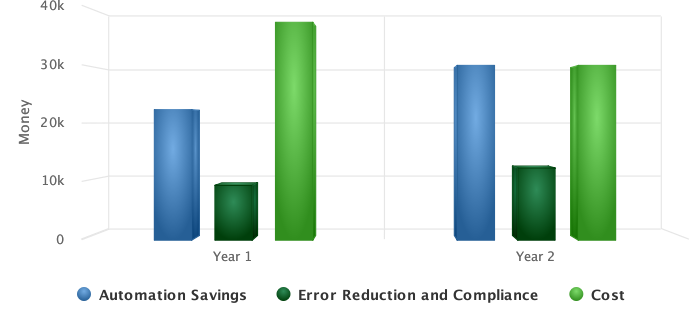 40k
30k
20k
10k
0
Money
Year 1
Year 2
Automation Savings
Error Reduction and Compliance
Cost